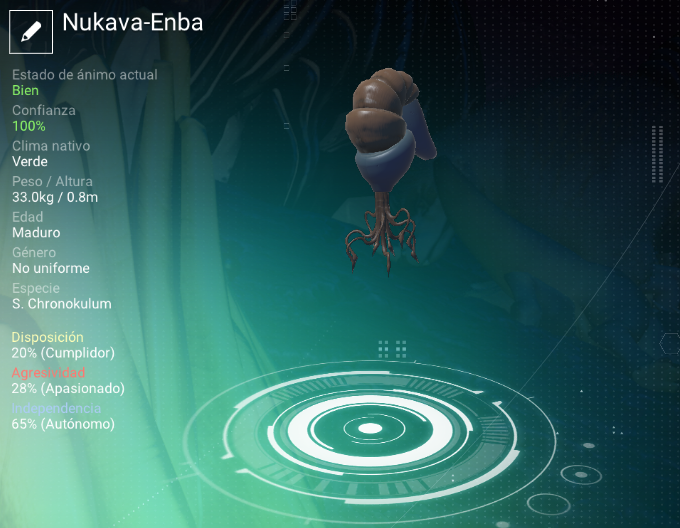 Nukava-Enba
Estado de ánimo actual
Bien
Confianza
100%
Clima nativo
Verde
Peso / Altura
33.0kg / 0.8m
Edad
Maduro
Género
No uniforme
Especie
S. Chronokulum
Disposición
20% (Cumplidor)
Agresividad
28% (Apasionado)
Independencia
65% (Autónomo)